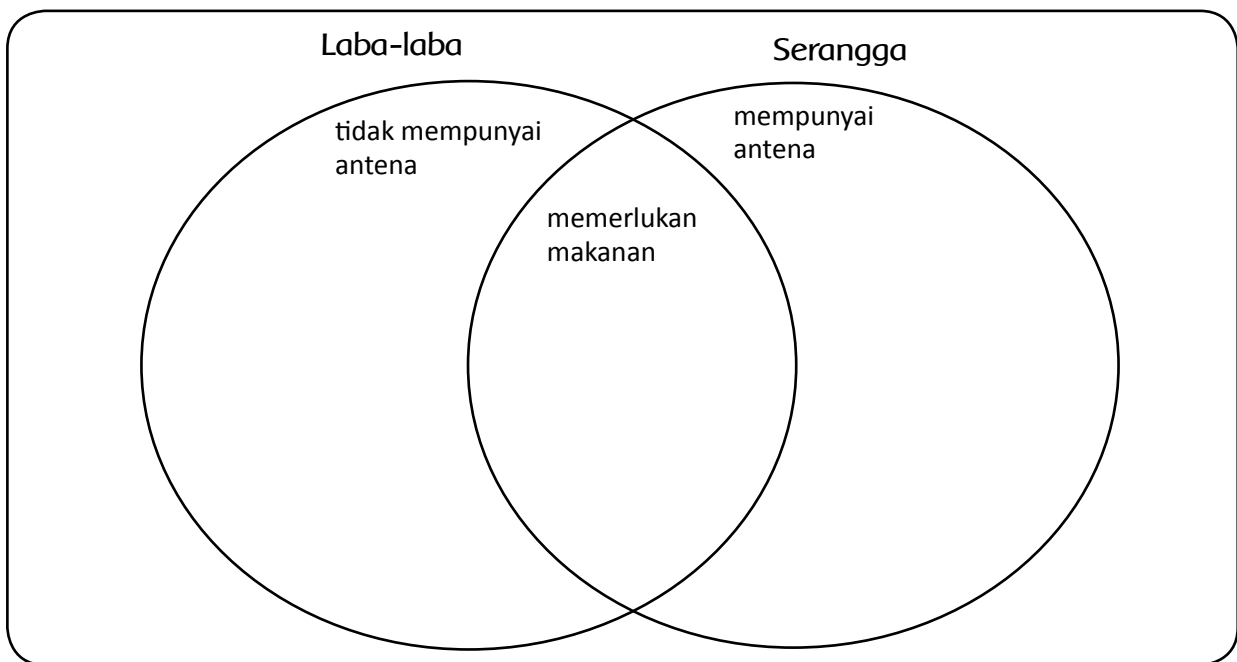 Laba-laba
Serangga
tidak mempunyai
antena
memerlukan
makanan
mempunyai
antena